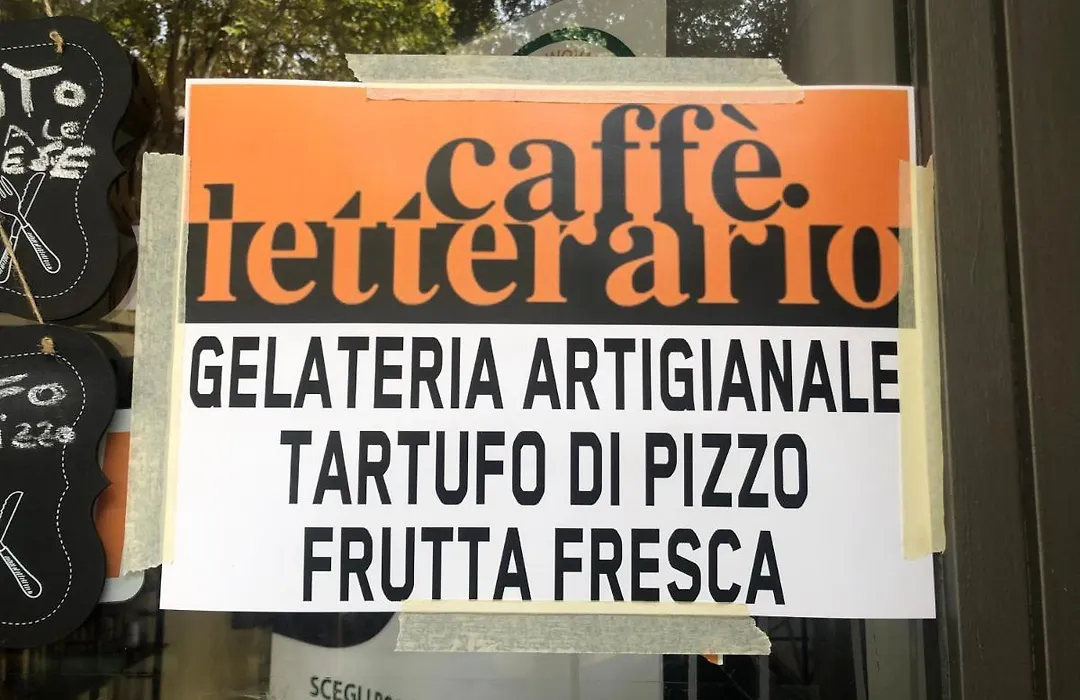 caffè
letterario
GELATERIA ARTIGIANALE
TARTUFO DI PIZZO
FRUTTA FRESCA